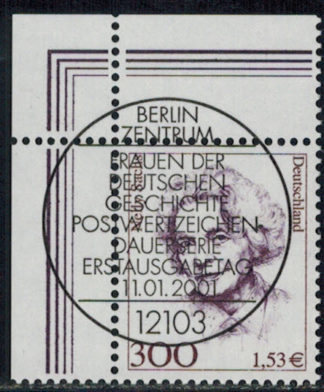 BERLIN
ZENTRUM
FRAUEN DER
DEUTSCHEN
GESCHICHTE
POSTWERTZEICHEN-
DAUERSERIE
ERSTAUSGABETAG
11.01.2001
12103
Deutschland
300
1,53€